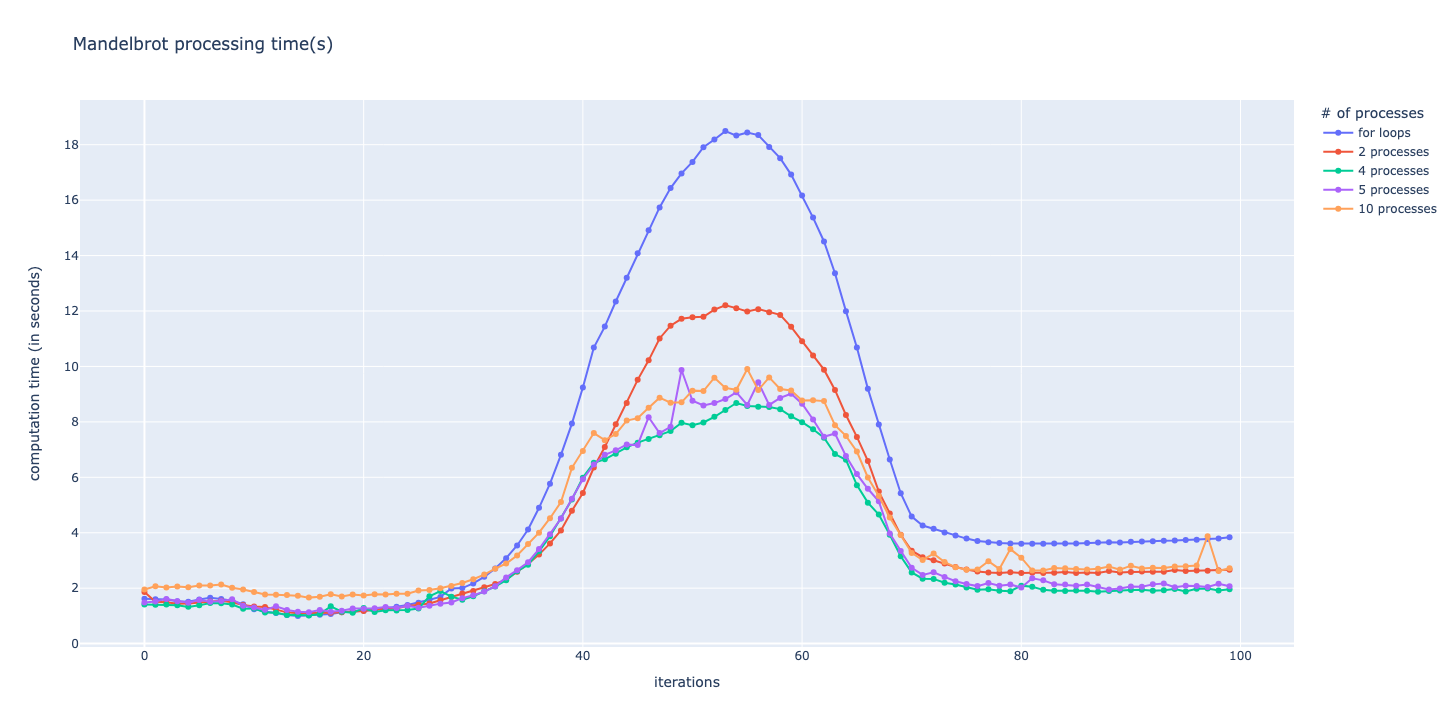 Mandelbrot processing time(s)
# of processes
for loops
2 processes
4 processes
5 processes
10 processes
18
16
14
12
10
8
6
4
2
0
computation time (in seconds)
0 20 40 60 80 100
iterations